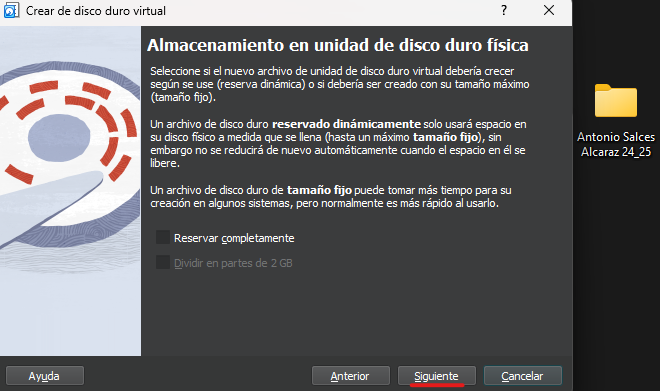 Crear de disco duro virtual
Almacenamiento en unidad de disco duro física
Seleccione si el nuevo archivo de unidad de disco duro virtual debería crecer
según se use (reserva dinámica) o si debería ser creado con su tamaño máximo
(tamaño fijo).
Un archivo de disco duro reservado dinámicamente solo usará espacio en
su disco físico a medida que se llena (hasta un máximo tamaño fijo), sin
embargo no se reducirá de nuevo automáticamente cuando el espacio en él se
libere.
Un archivo de disco duro de tamaño fijo puede tomar más tiempo para su
creación en algunos sistemas, pero normalmente es más rápido al usarlo.
Reservar completamente
Dividir en partes de 2 GB
Ayuda
Anterior
Siguiente
Cancelar
Antonio Salces
Alcaraz 24_25